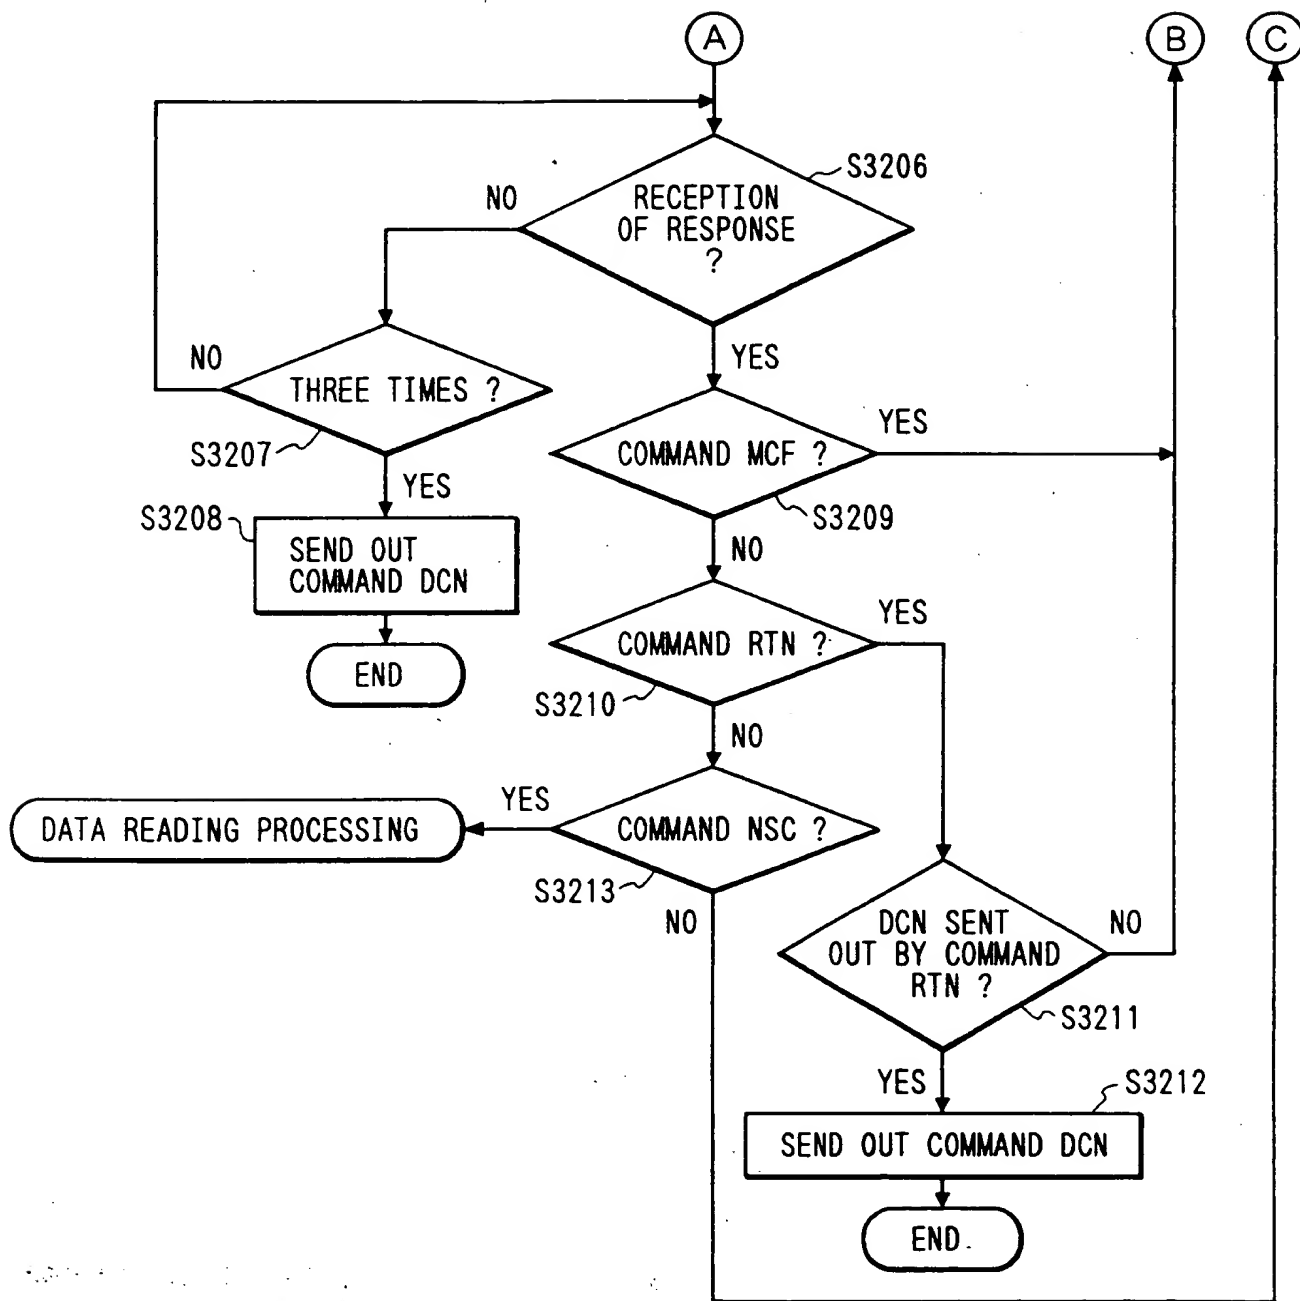 A
B
C
S3206
NO
RECEPTION
OF RESPONSE
?
YES
NO
THREE TIMES ?
S3207
YES
COMMAND MCF ?
YES
S3209
S3208
SEND OUT
COMMAND DCN
NO
END
COMMAND RTN ?
YES
S3210
NO
DATA READING PROCESSING
YES
COMMAND NSC ?
S3213
NO
DCN SENT
OUT BY COMMAND
RTN ?
NO
S3211
YES
S3212
SEND OUT COMMAND DCN
END